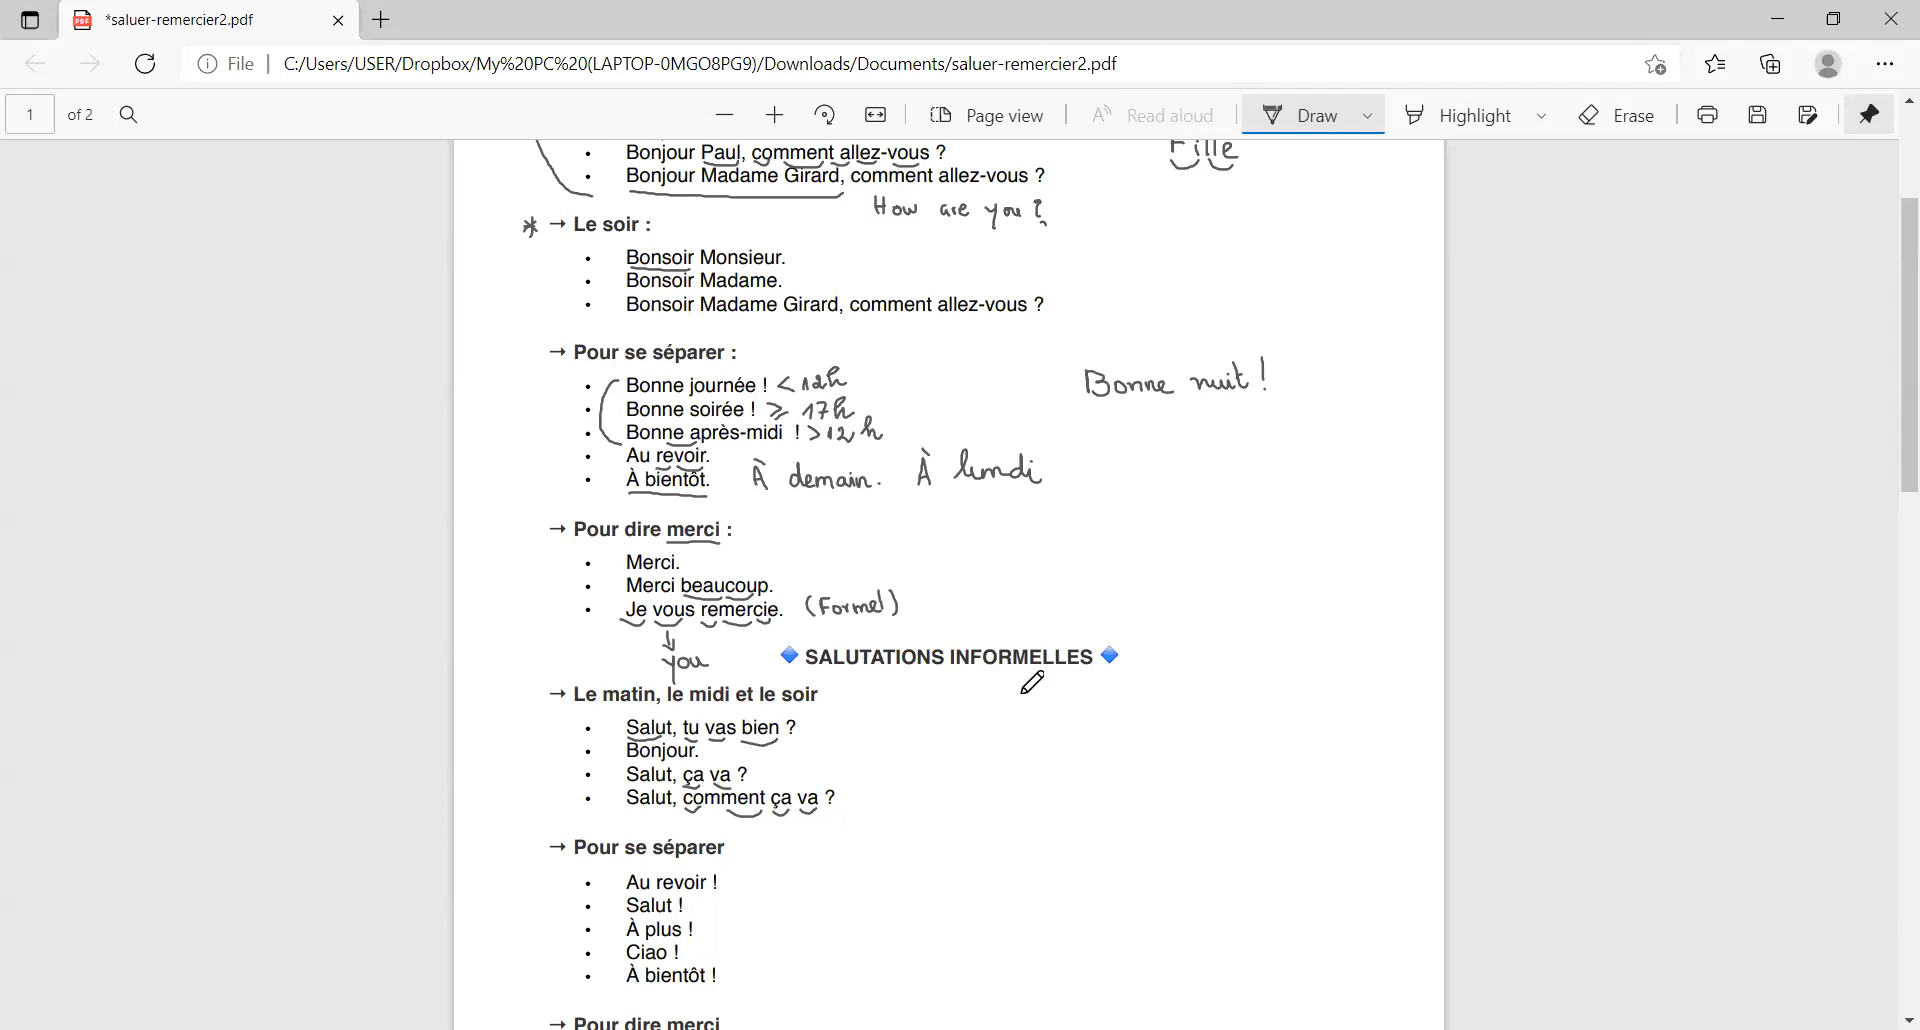 *saluer-remercier2.pdf
File | C:/Users/USER/Dropbox/My%20PC%20(LAPTOP-0MGO8PG9)/Downloads/Documents/saluer-remercier2.pdf
1 of 2 Page view Read aloud Draw Highlight Erase
• Bonjour Paul, comment allez-vous ? Fille
• Bonjour Madame Girard, comment allez-vous ?
How are you ?
* → Le soir :
• Bonsoir Monsieur.
• Bonsoir Madame.
• Bonsoir Madame Girard, comment allez-vous ?
→ Pour se séparer :
• Bonne journée ! < 12h Bonne nuit !
• Bonne soirée ! ≥ 17h
• Bonne après-midi ! > 12 h
• Au revoir.
• À bientôt. À demain. À lundi
→ Pour dire merci :
• Merci.
• Merci beaucoup.
• Je vous remercie. (Formel)
↓
you
🔷 SALUTATIONS INFORMELLES 🔷
→ Le matin, le midi et le soir
• Salut, tu vas bien ?
• Bonjour.
• Salut, ça va ?
• Salut, comment ça va ?
→ Pour se séparer
• Au revoir !
• Salut !
• À plus !
• Ciao !
• À bientôt !
→ Pour dire merci